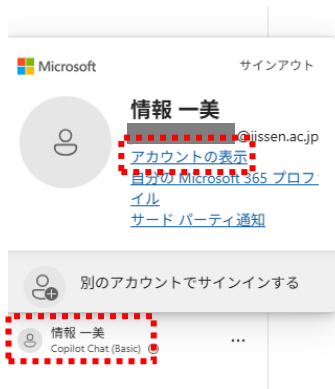 Microsoft
サインアウト
情報 一美
@jissen.ac.jp
アカウントの表示
自分の Microsoft 365 プロフ
イル
サード パーティ通知
別のアカウントでサインインする
情報 一美
Copilot Chat (Basic)